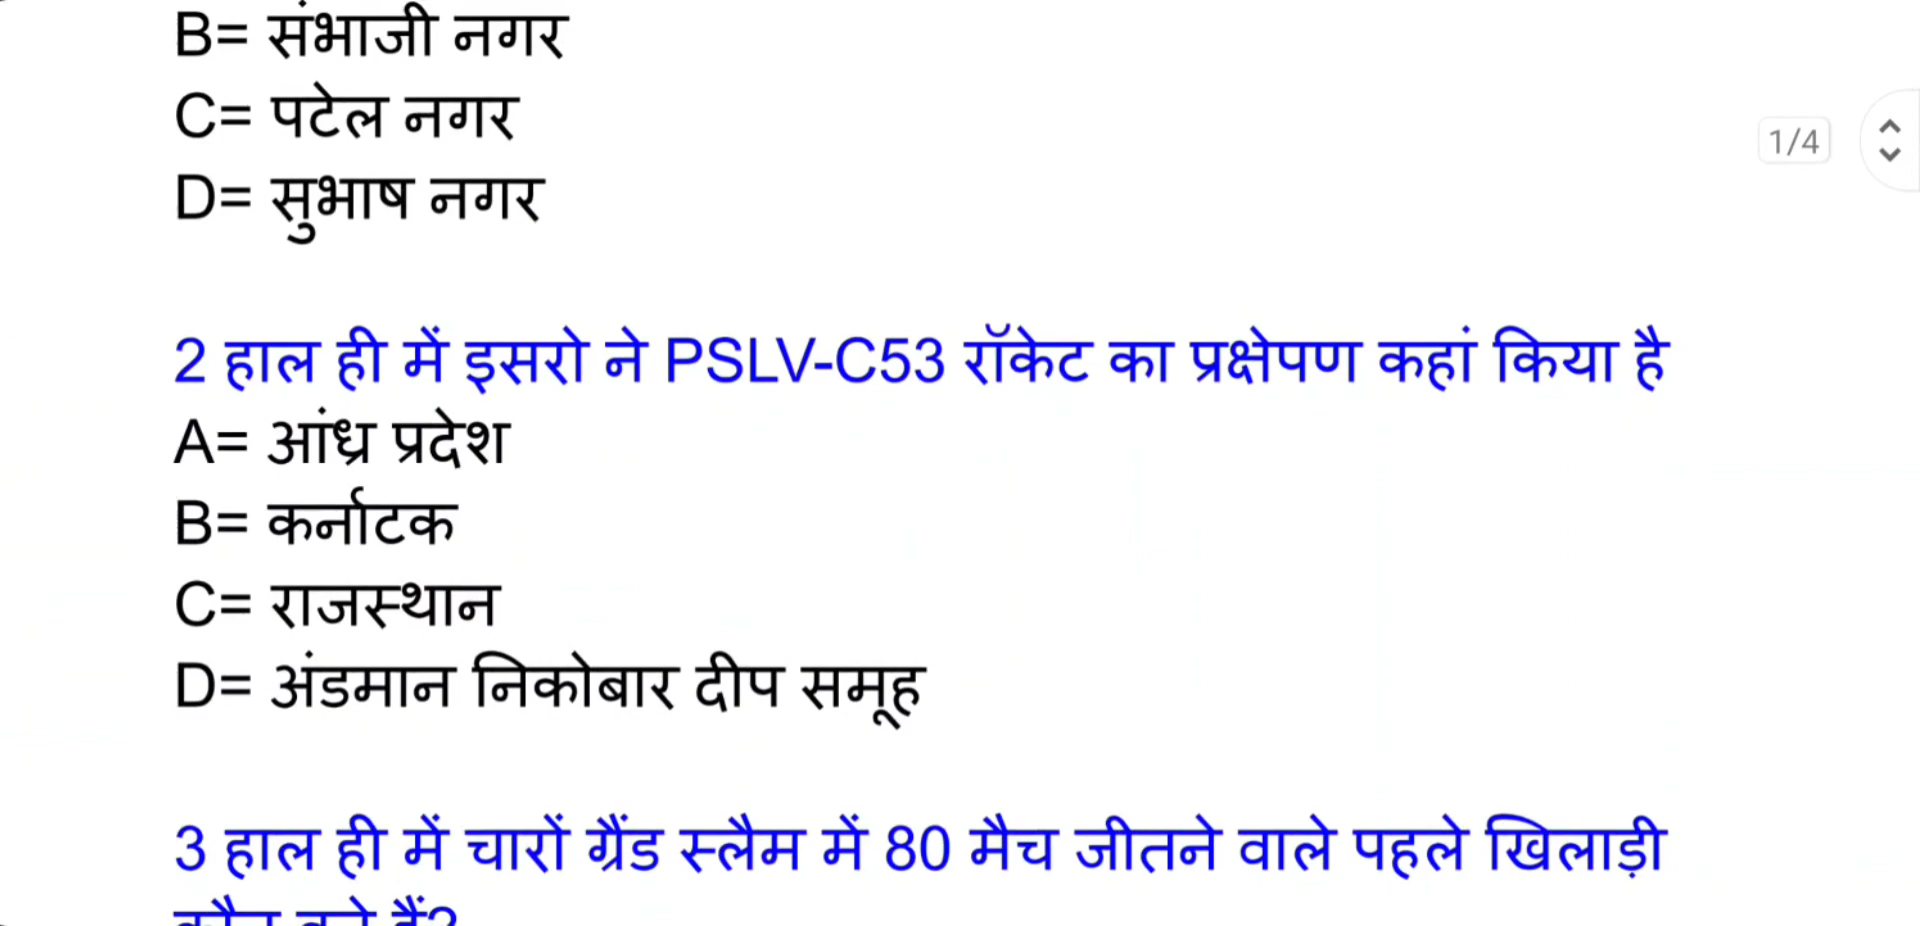 B= संभाजी नगर
C= पटेल नगर
1/4
D= सुभाष नगर
2 हाल ही में इसरो ने PSLV-C53 रॉकेट का प्रक्षेपण कहां किया है
A= आंध्र प्रदेश
B= कर्नाटक
C= राजस्थान
D= अंडमान निकोबार दीप समूह
3 हाल ही में चारों ग्रैंड स्लैम में 80 मैच जीतने वाले पहले खिलाड़ी
कौन बने हैं?